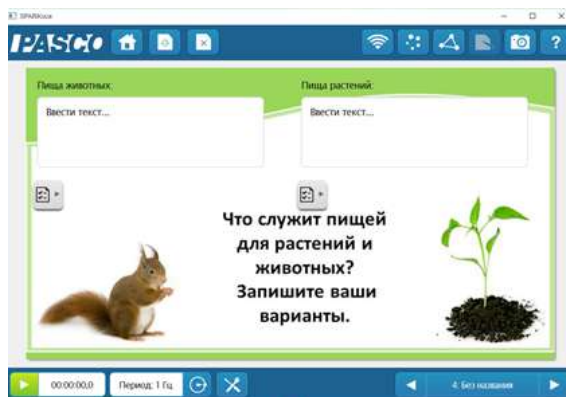 SPARKvue
PASCO
?
Пища животных:
Пища растений:
Ввести текст...
Ввести текст...
Что служит пищей
для растений и
животных?
Запишите ваши
варианты.
00:00:00,0
Период: 1 Гц
4: Без названия